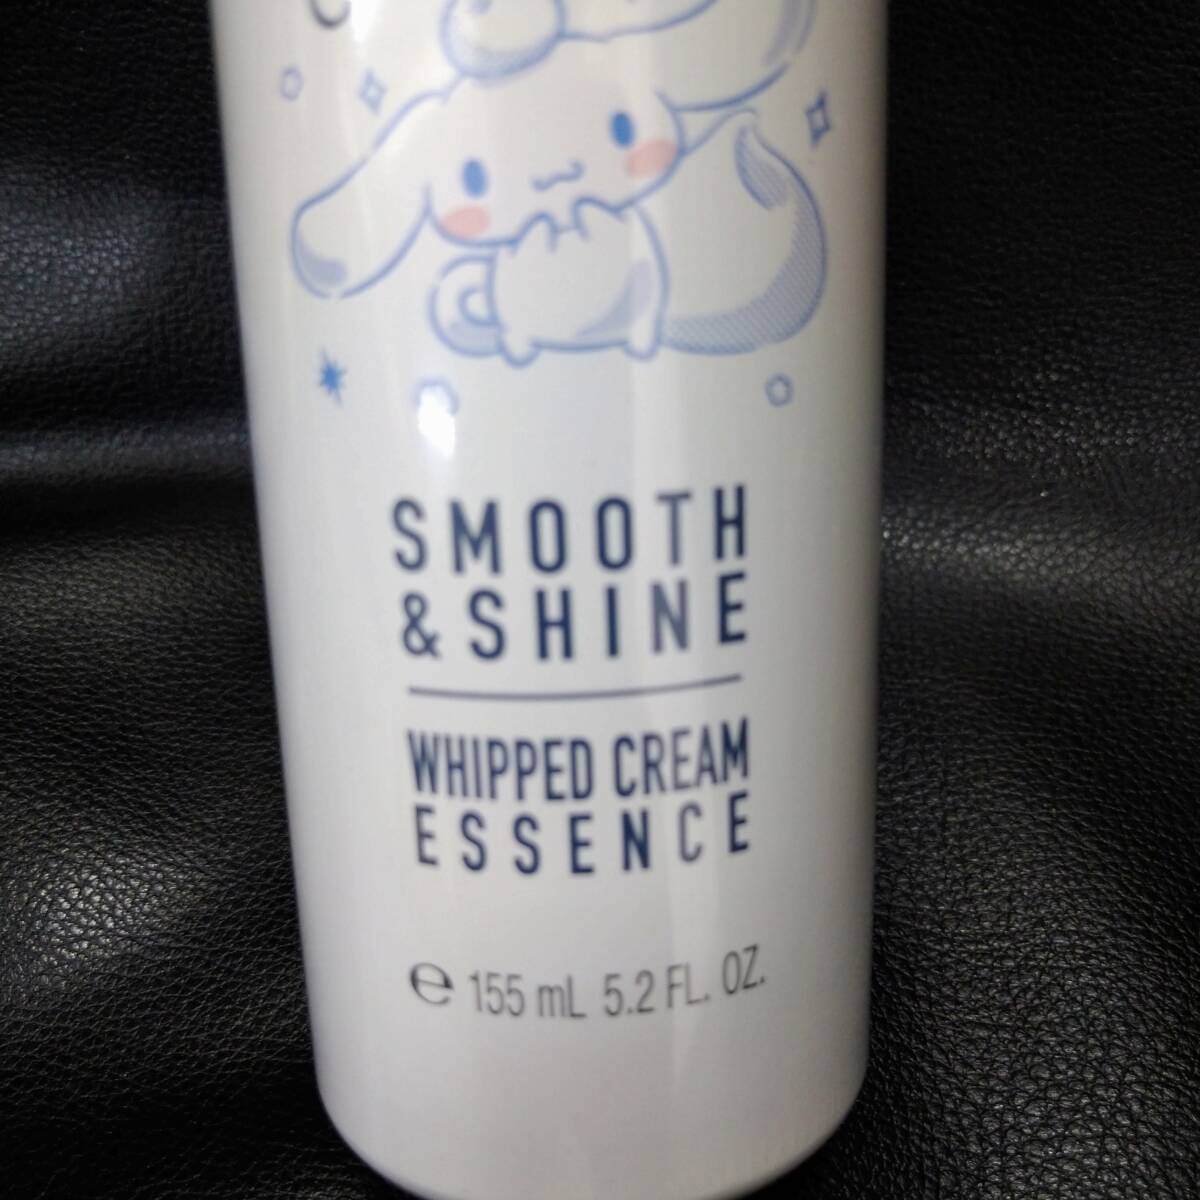 SMOOTH
& SHINE
WHIPPED CREAM
ESSENCE
℮ 155 mL 5.2 FL. OZ.